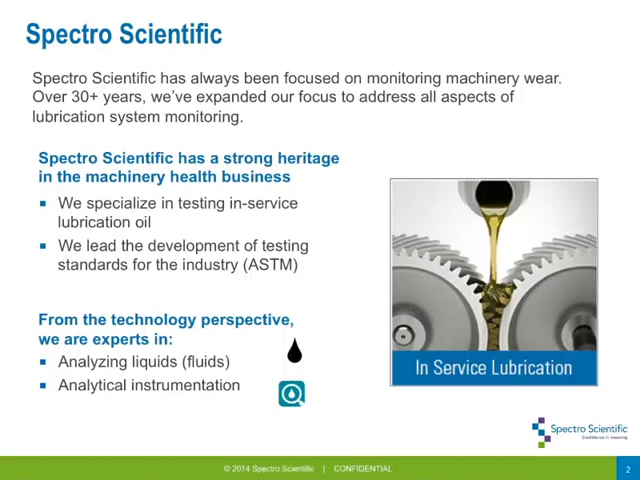 Spectro Scientific
Spectro Scientific has always been focused on monitoring machinery wear.
Over 30+ years, we've expanded our focus to address all aspects of
lubrication system monitoring.
Spectro Scientific has a strong heritage
in the machinery health business
We specialize in testing in-service
lubrication oil
We lead the development of testing
standards for the industry (ASTM)
From the technology perspective,
we are experts in:
Analyzing liquids (fluids)
Analytical instrumentation
In Service Lubrication
Spectro Scientific
Confidence in Knowing
© 2014 Spectro Scientific | CONFIDENTIAL
2